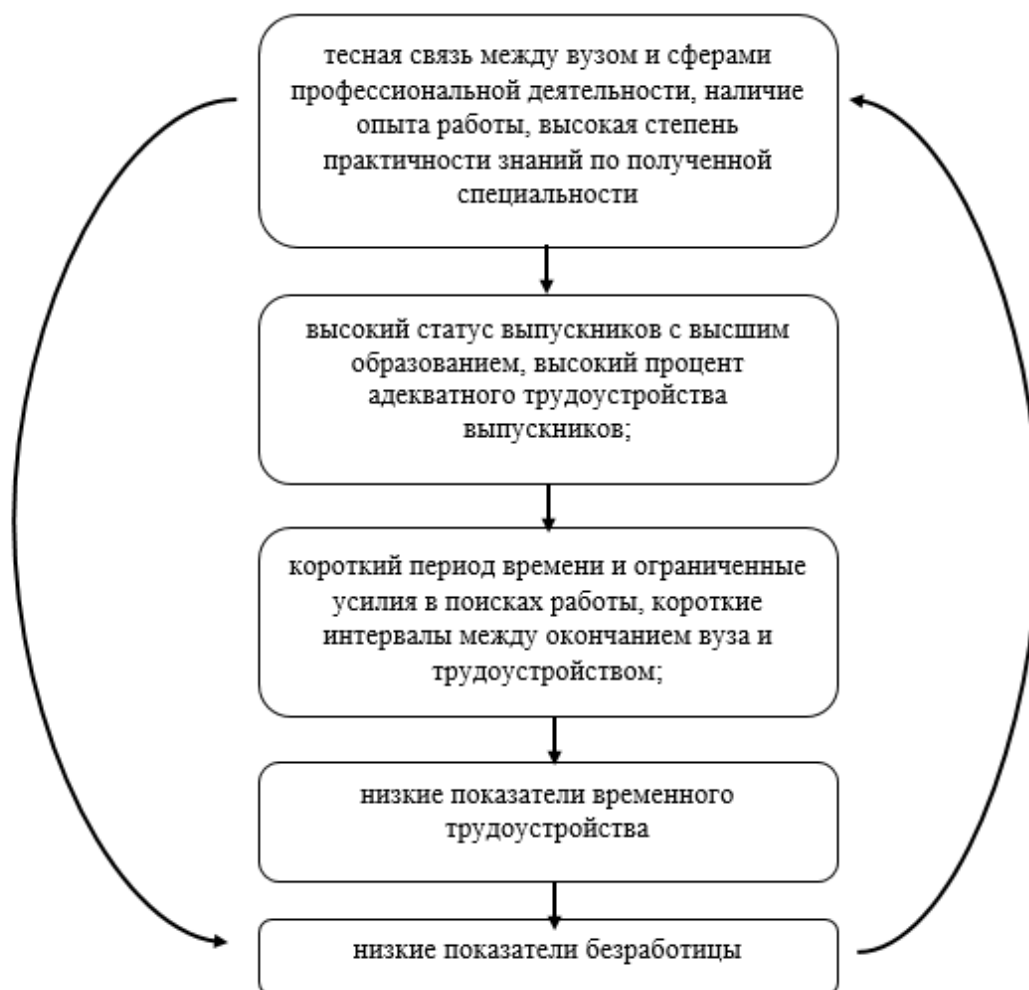 тесная связь между вузом и сферами
профессиональной деятельности, наличие
опыта работы, высокая степень
практичности знаний по полученной
специальности
высокий статус выпускников с высшим
образованием, высокий процент
адекватного трудоустройства
выпускников;
короткий период времени и ограниченные
усилия в поисках работы, короткие
интервалы между окончанием вуза и
трудоустройством;
низкие показатели временного
трудоустройства
низкие показатели безработицы